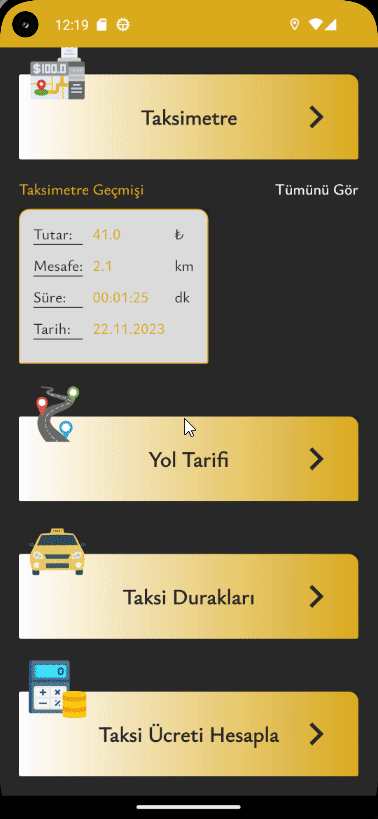 12:19
$100.0
Taksimetre
Taksimetre Geçmişi Tümünü Gör
Tutar: 41.0 ₺
Mesafe: 2.1 km
Süre: 00:01:25 dk
Tarih: 22.11.2023
Yol Tarifi
Taksi Durakları
0
+ ×
− %
Taksi Ücreti Hesapla